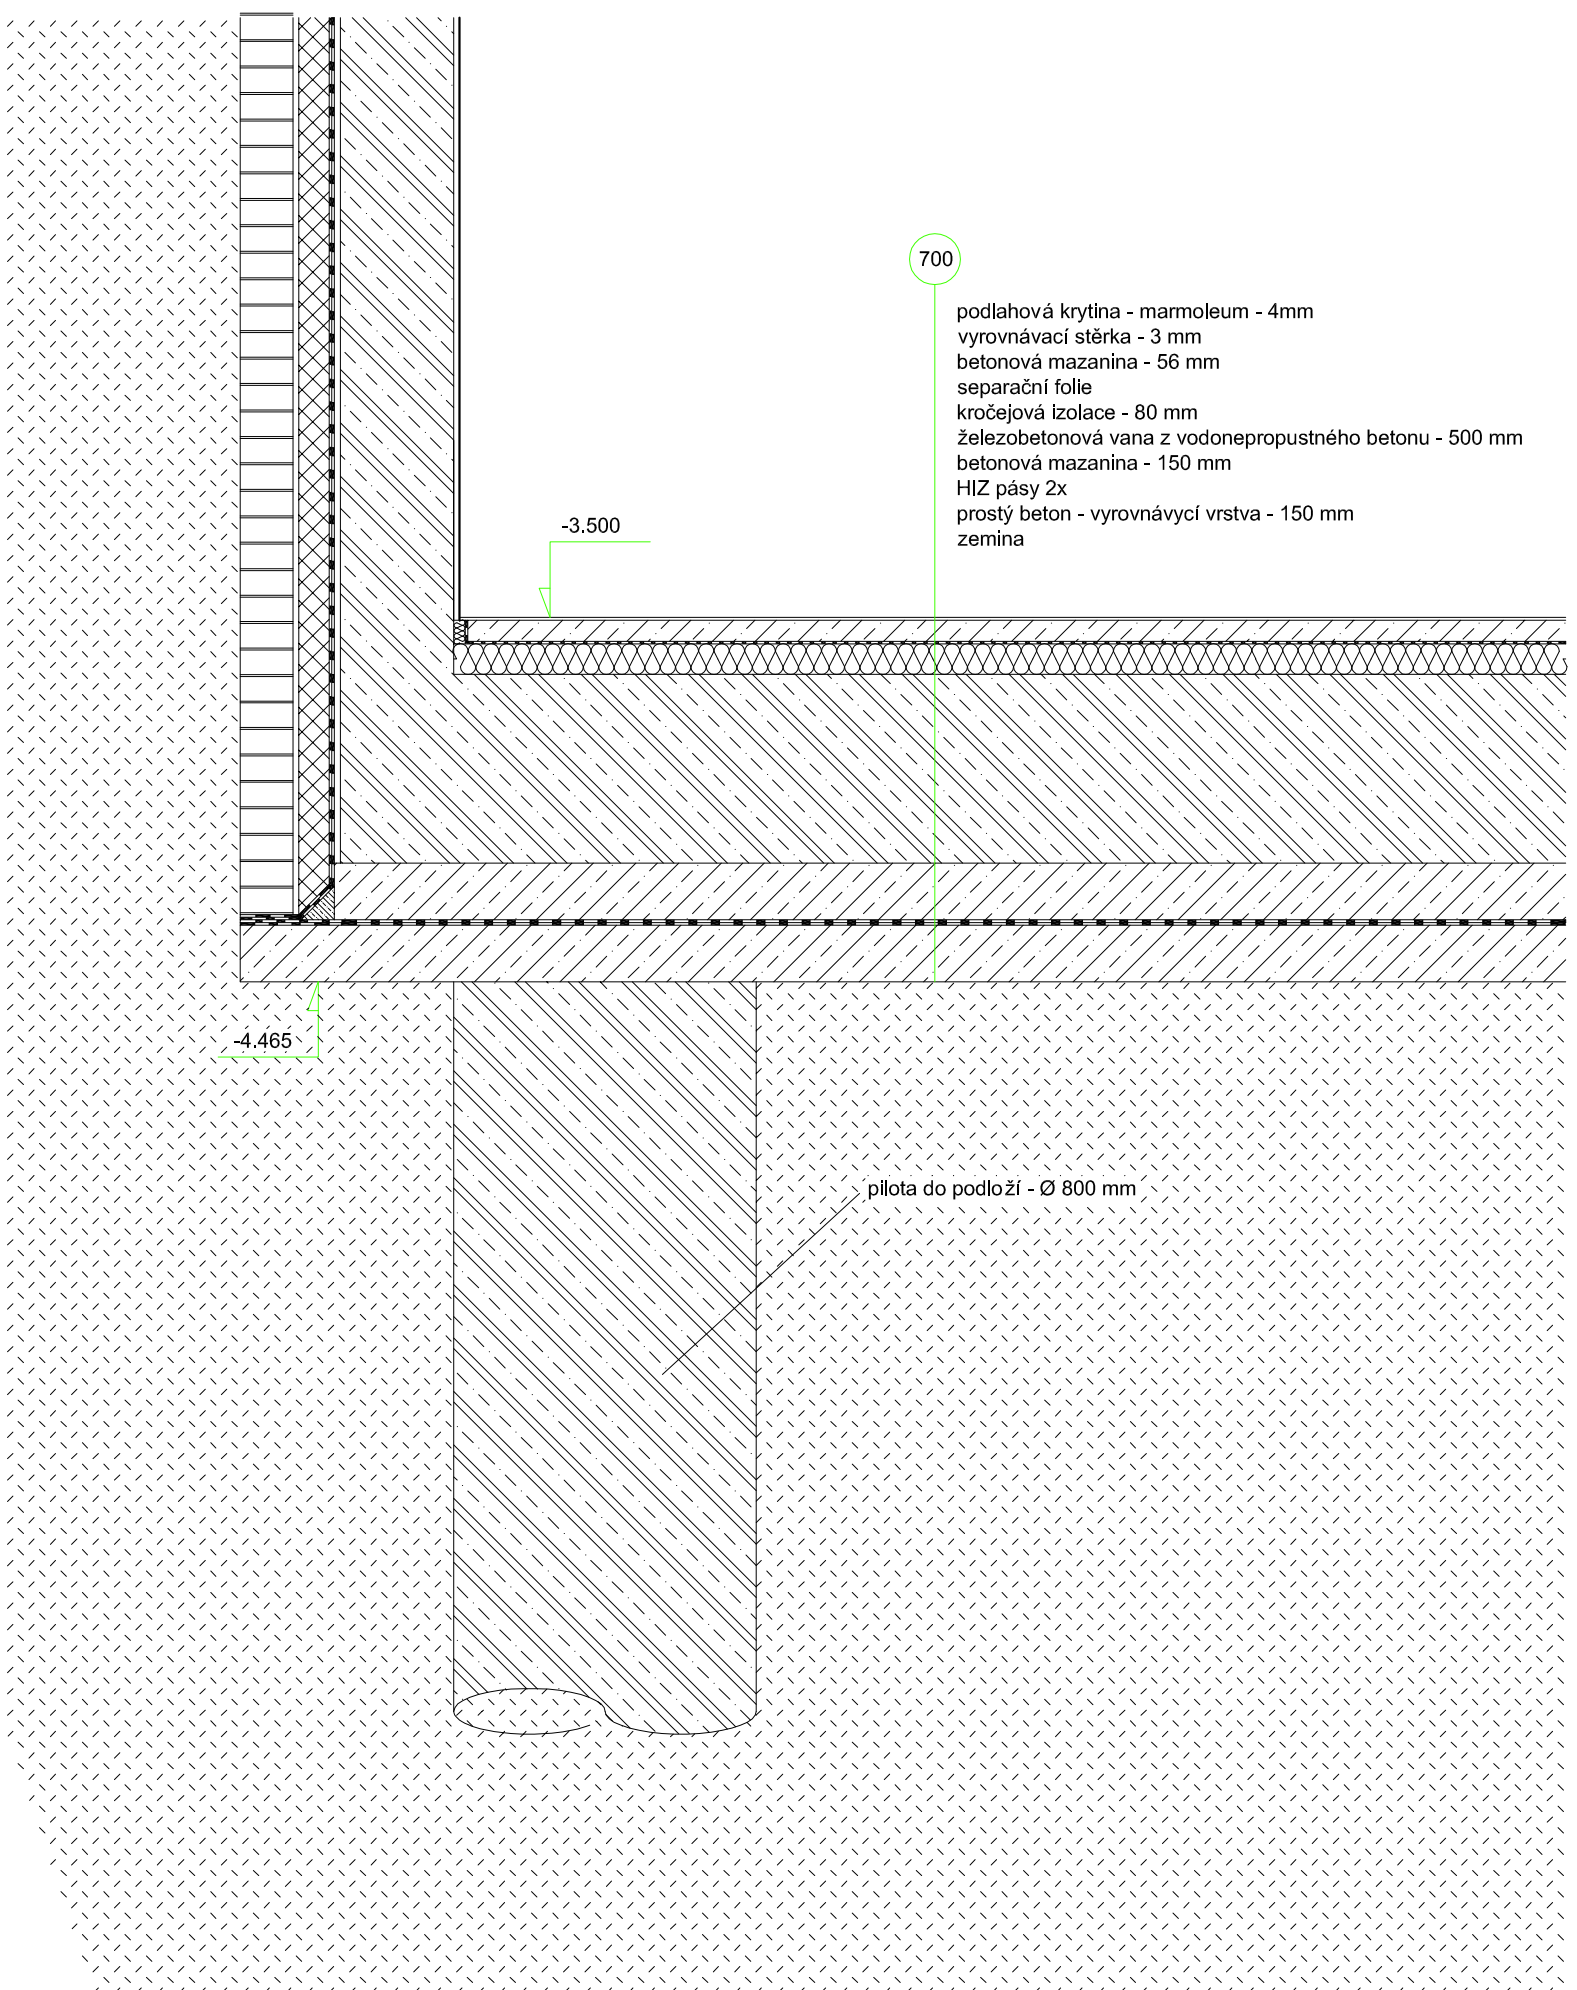 700
podlahová krytina - marmoleum - 4mm
vyrovnávací stěrka - 3 mm
betonová mazanina - 56 mm
separační folie
kročejová izolace - 80 mm
železobetonová vana z vodonepropustného betonu - 500 mm
betonová mazanina - 150 mm
HIZ pásy 2x
prostý beton - vyrovnávycí vrstva - 150 mm
zemina
-3.500
-4.465
pilota do podloží - Ø 800 mm